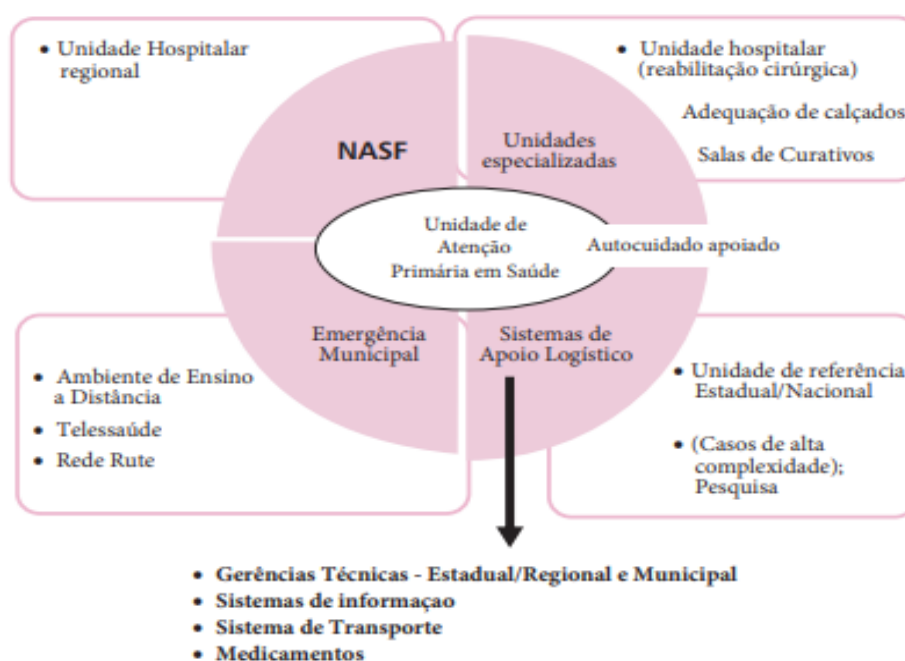 • Unidade Hospitalar
regional
• Unidade hospitalar
(reabilitação cirúrgica)
Adequação de calçados
Salas de Curativos
NASF
Unidades
especializadas
Unidade de
Atenção
Primária em Saúde
Autocuidado apoiado
Emergência
Municipal
Sistemas de
Apoio Logístico
• Ambiente de Ensino
a Distância
• Telessaúde
• Rede Rute
• Unidade de referência
Estadual/Nacional
• (Casos de alta
complexidade);
Pesquisa
• Gerências Técnicas - Estadual/Regional e Municipal
• Sistemas de informaçao
• Sistema de Transporte
• Medicamentos